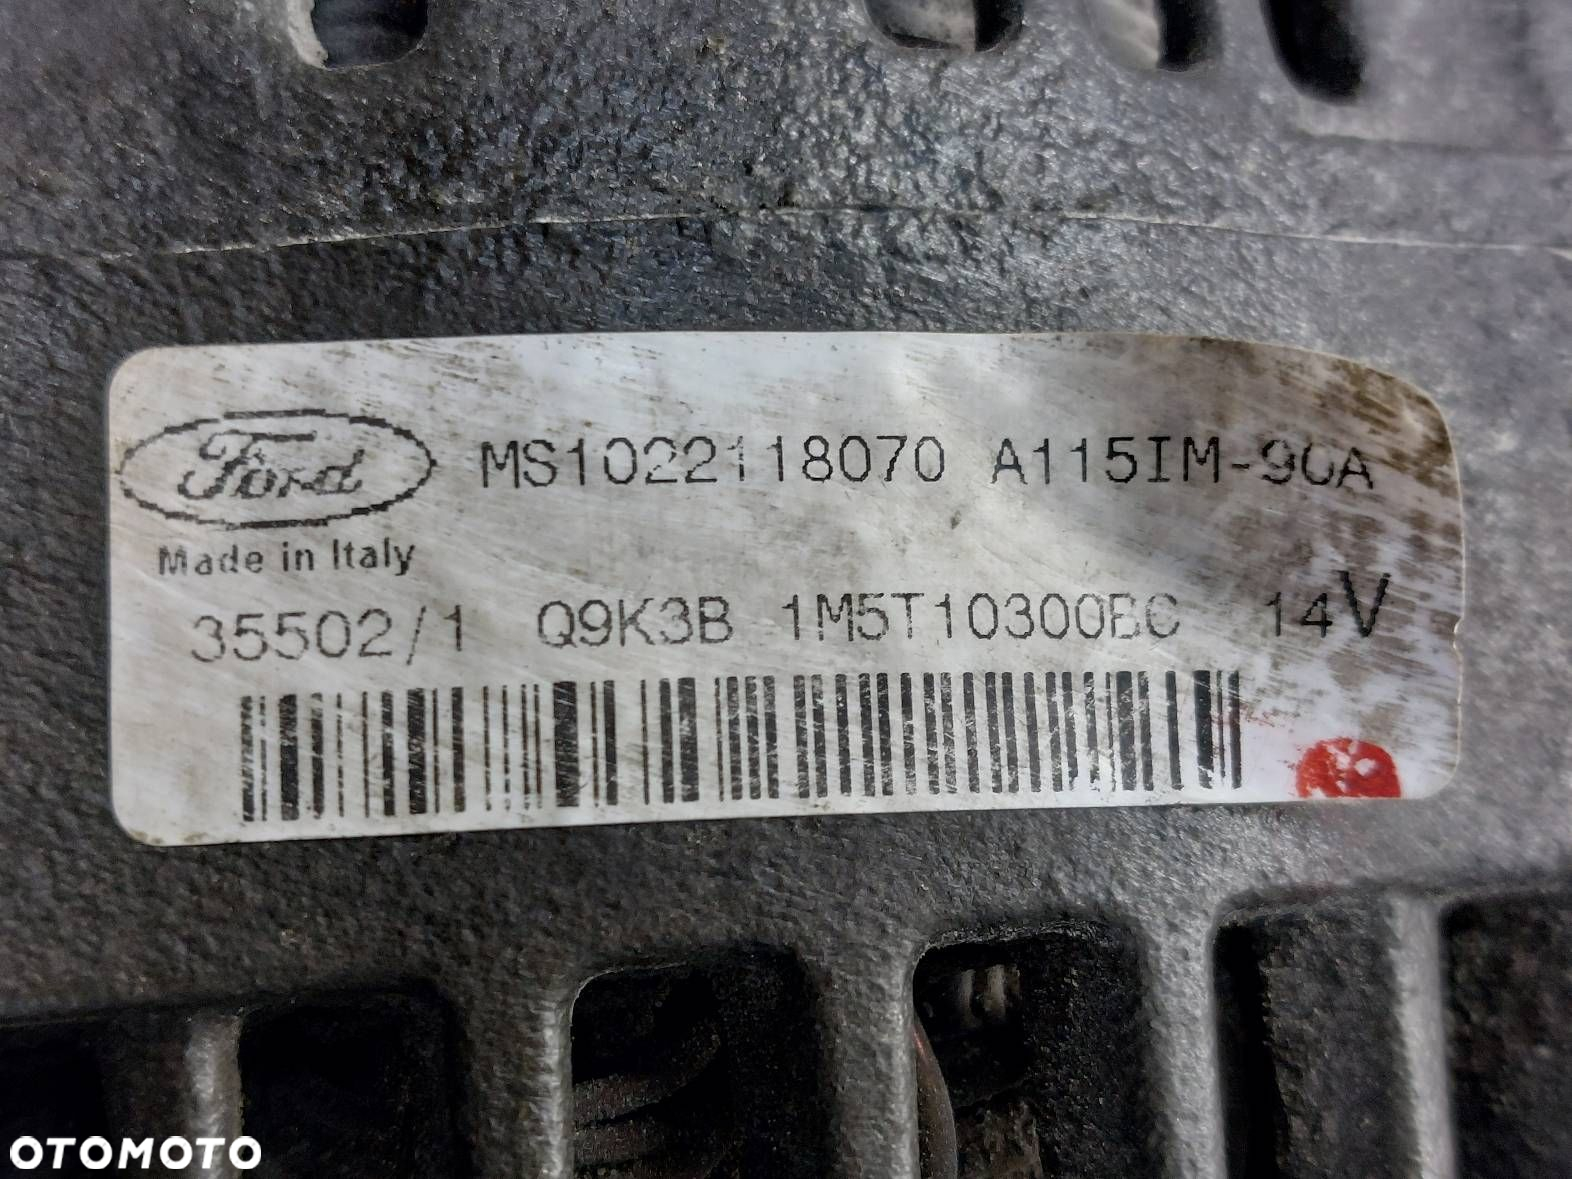 Ford MS1022118070 A115IM-90A
Made in Italy
35502/1 Q9K3B 1M5T10300BC 14V
OTOMOTO